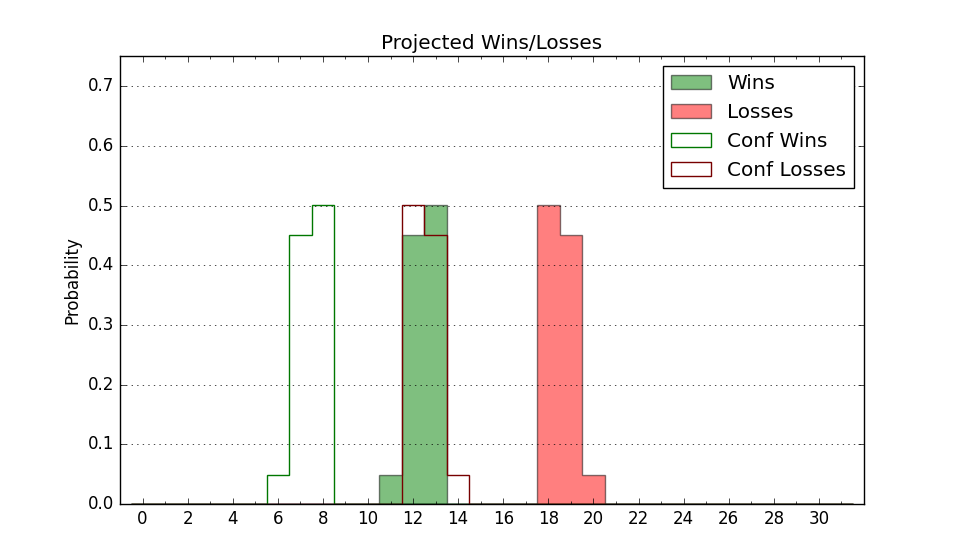 Projected Wins/Losses
Wins
Losses
Conf Wins
Conf Losses
Probability
0.7
0.6
0.5
0.4
0.3
0.2
0.1
0.0
0 2 4 6 8 10 12 14 16 18 20 22 24 26 28 30